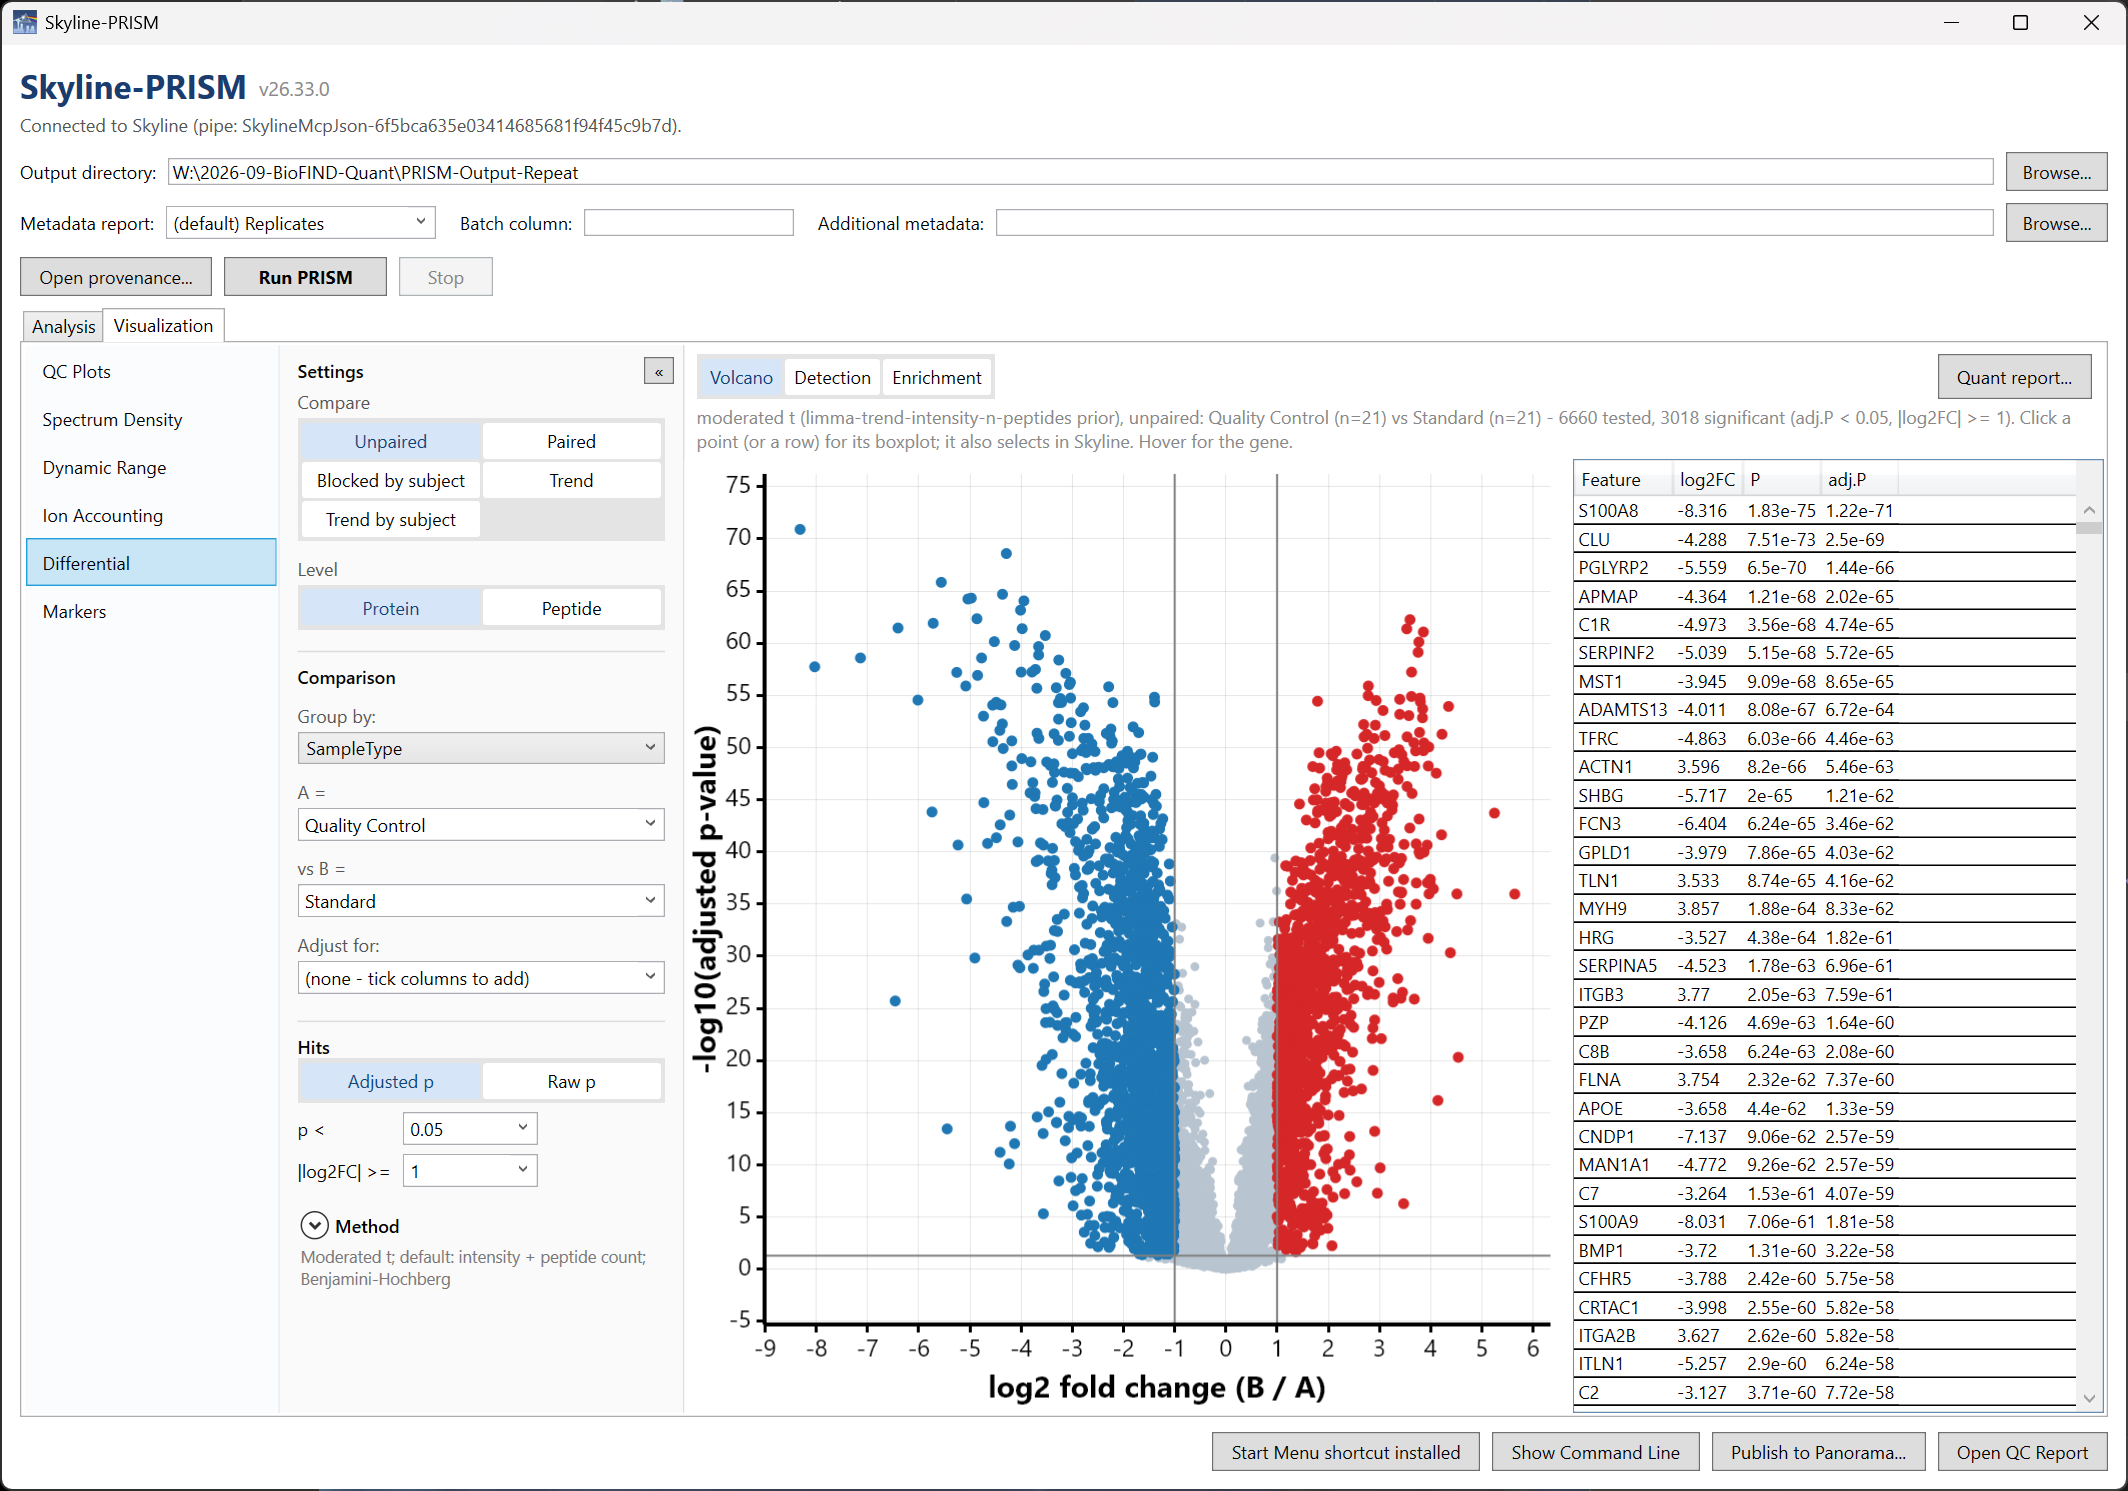 Skyline-PRISM
Skyline-PRISM v26.33.0
Connected to Skyline (pipe: SkylineMcpJson-6f5bca635e03414685681f94f45c9b7d).
Output directory: W:\2026-09-BioFIND-Quant\PRISM-Output-Repeat Browse...
Metadata report: (default) Replicates Batch column: Additional metadata: Browse...
Open provenance... Run PRISM Stop
Analysis Visualization
QC Plots
Spectrum Density
Dynamic Range
Ion Accounting
Differential
Markers
Settings «
Compare
Unpaired Paired
Blocked by subject Trend
Trend by subject
Level
Protein Peptide
Comparison
Group by:
SampleType
A =
Quality Control
vs B =
Standard
Adjust for:
(none - tick columns to add)
Hits
Adjusted p Raw p
p < 0.05
|log2FC| >= 1
Method
Moderated t; default: intensity + peptide count;
Benjamini-Hochberg
Volcano Detection Enrichment Quant report...
moderated t (limma-trend-intensity-n-peptides prior), unpaired: Quality Control (n=21) vs Standard (n=21) - 6660 tested, 3018 significant (adj.P < 0.05, |log2FC| >= 1). Click a
point (or a row) for its boxplot; it also selects in Skyline. Hover for the gene.
-log10(adjusted p-value)
75
70
65
60
55
50
45
40
35
30
25
20
15
10
5
0
-5
-9 -8 -7 -6 -5 -4 -3 -2 -1 0 1 2 3 4 5 6
log2 fold change (B / A)
Feature log2FC P adj.P
S100A8 -8.316 1.83e-75 1.22e-71
CLU -4.288 7.51e-73 2.5e-69
PGLYRP2 -5.559 6.5e-70 1.44e-66
APMAP -4.364 1.21e-68 2.02e-65
C1R -4.973 3.56e-68 4.74e-65
SERPINF2 -5.039 5.15e-68 5.72e-65
MST1 -3.945 9.09e-68 8.65e-65
ADAMTS13 -4.011 8.08e-67 6.72e-64
TFRC -4.863 6.03e-66 4.46e-63
ACTN1 3.596 8.2e-66 5.46e-63
SHBG -5.717 2e-65 1.21e-62
FCN3 -6.404 6.24e-65 3.46e-62
GPLD1 -3.979 7.86e-65 4.03e-62
TLN1 3.533 8.74e-65 4.16e-62
MYH9 3.857 1.88e-64 8.33e-62
HRG -3.527 4.38e-64 1.82e-61
SERPINA5 -4.523 1.78e-63 6.96e-61
ITGB3 3.77 2.05e-63 7.59e-61
PZP -4.126 4.69e-63 1.64e-60
C8B -3.658 6.24e-63 2.08e-60
FLNA 3.754 2.32e-62 7.37e-60
APOE -3.658 4.4e-62 1.33e-59
CNDP1 -7.137 9.06e-62 2.57e-59
MAN1A1 -4.772 9.26e-62 2.57e-59
C7 -3.264 1.53e-61 4.07e-59
S100A9 -8.031 7.06e-61 1.81e-58
BMP1 -3.72 1.31e-60 3.22e-58
CFHR5 -3.788 2.42e-60 5.75e-58
CRTAC1 -3.998 2.55e-60 5.82e-58
ITGA2B 3.627 2.62e-60 5.82e-58
ITLN1 -5.257 2.9e-60 6.24e-58
C2 -3.127 3.71e-60 7.72e-58
Start Menu shortcut installed Show Command Line Publish to Panorama... Open QC Report